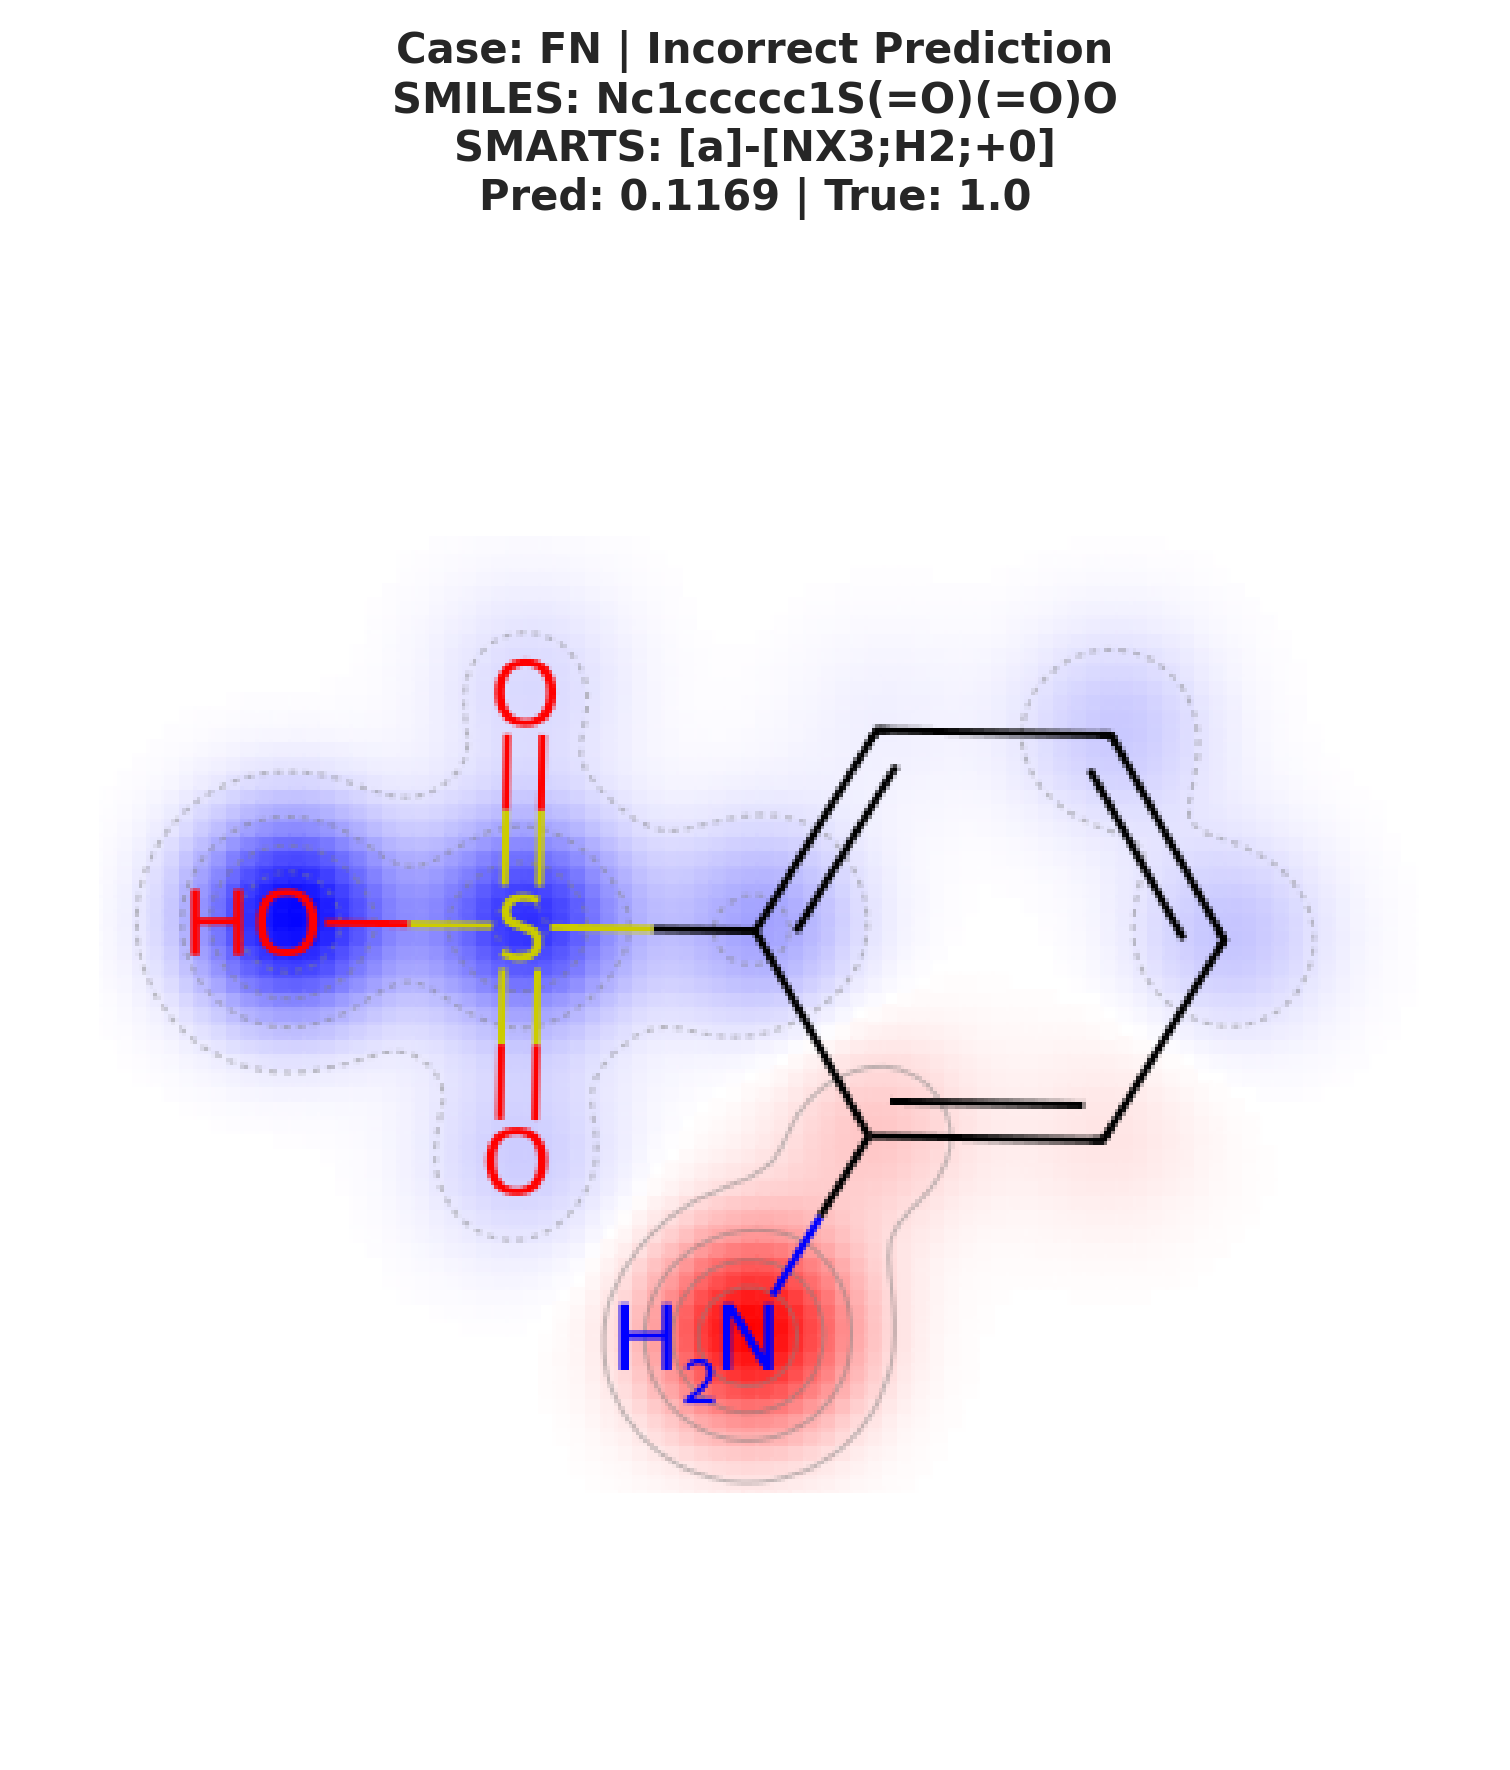 Case: FN | Incorrect Prediction
SMILES: Nc1ccccc1S(=O)(=O)O
SMARTS: [a]-[NX3;H2;+0]
Pred: 0.1169 | True: 1.0
O
HO
S
O
H2N